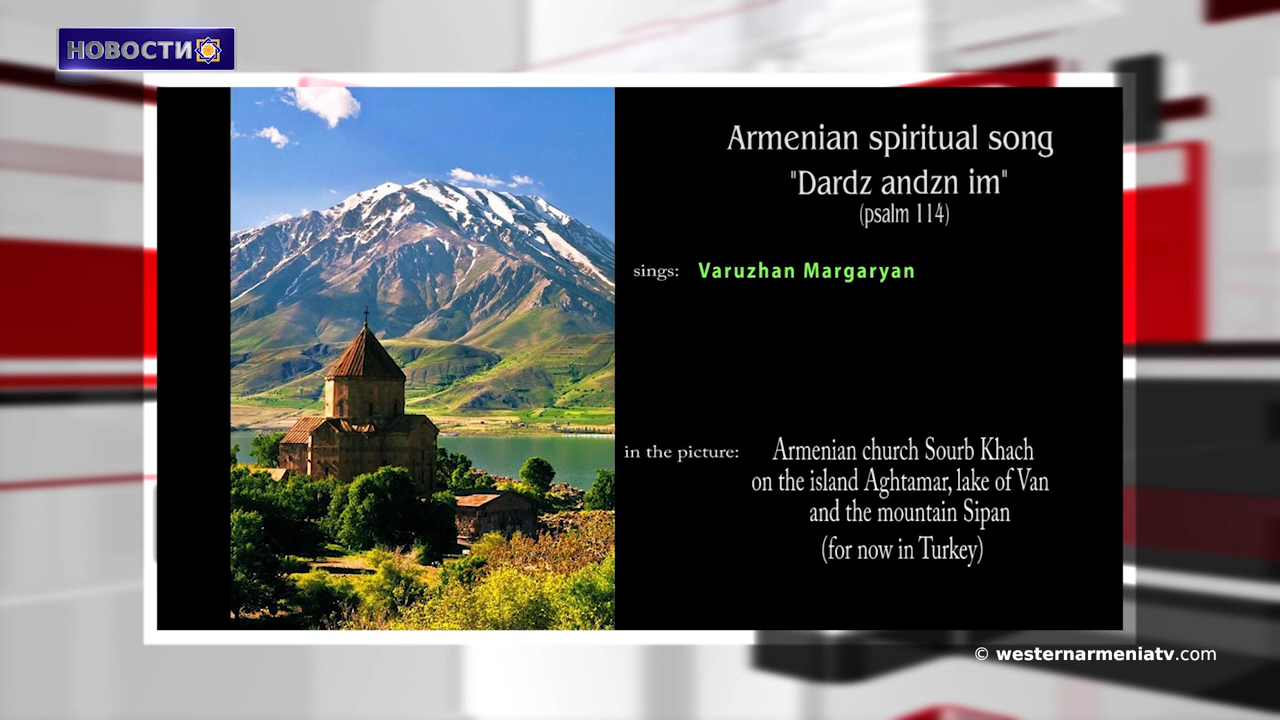 НОВОСТИ
Armenian spiritual song
"Dardz andzn im"
(psalm 114)
sings: Varuzhan Margaryan
in the picture: Armenian church Sourb Khach
on the island Aghtamar, lake of Van
and the mountain Sipan
(for now in Turkey)
© westernarmeniatv.com